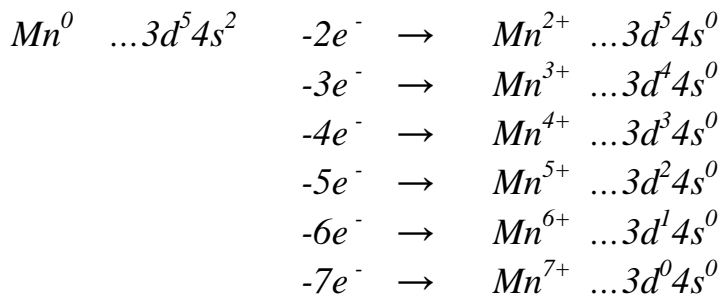 Mn⁰ ...3d⁵4s² -2e⁻ → Mn²⁺ ...3d⁵4s⁰
-3e⁻ → Mn³⁺ ...3d⁴4s⁰
-4e⁻ → Mn⁴⁺ ...3d³4s⁰
-5e⁻ → Mn⁵⁺ ...3d²4s⁰
-6e⁻ → Mn⁶⁺ ...3d¹4s⁰
-7e⁻ → Mn⁷⁺ ...3d⁰4s⁰